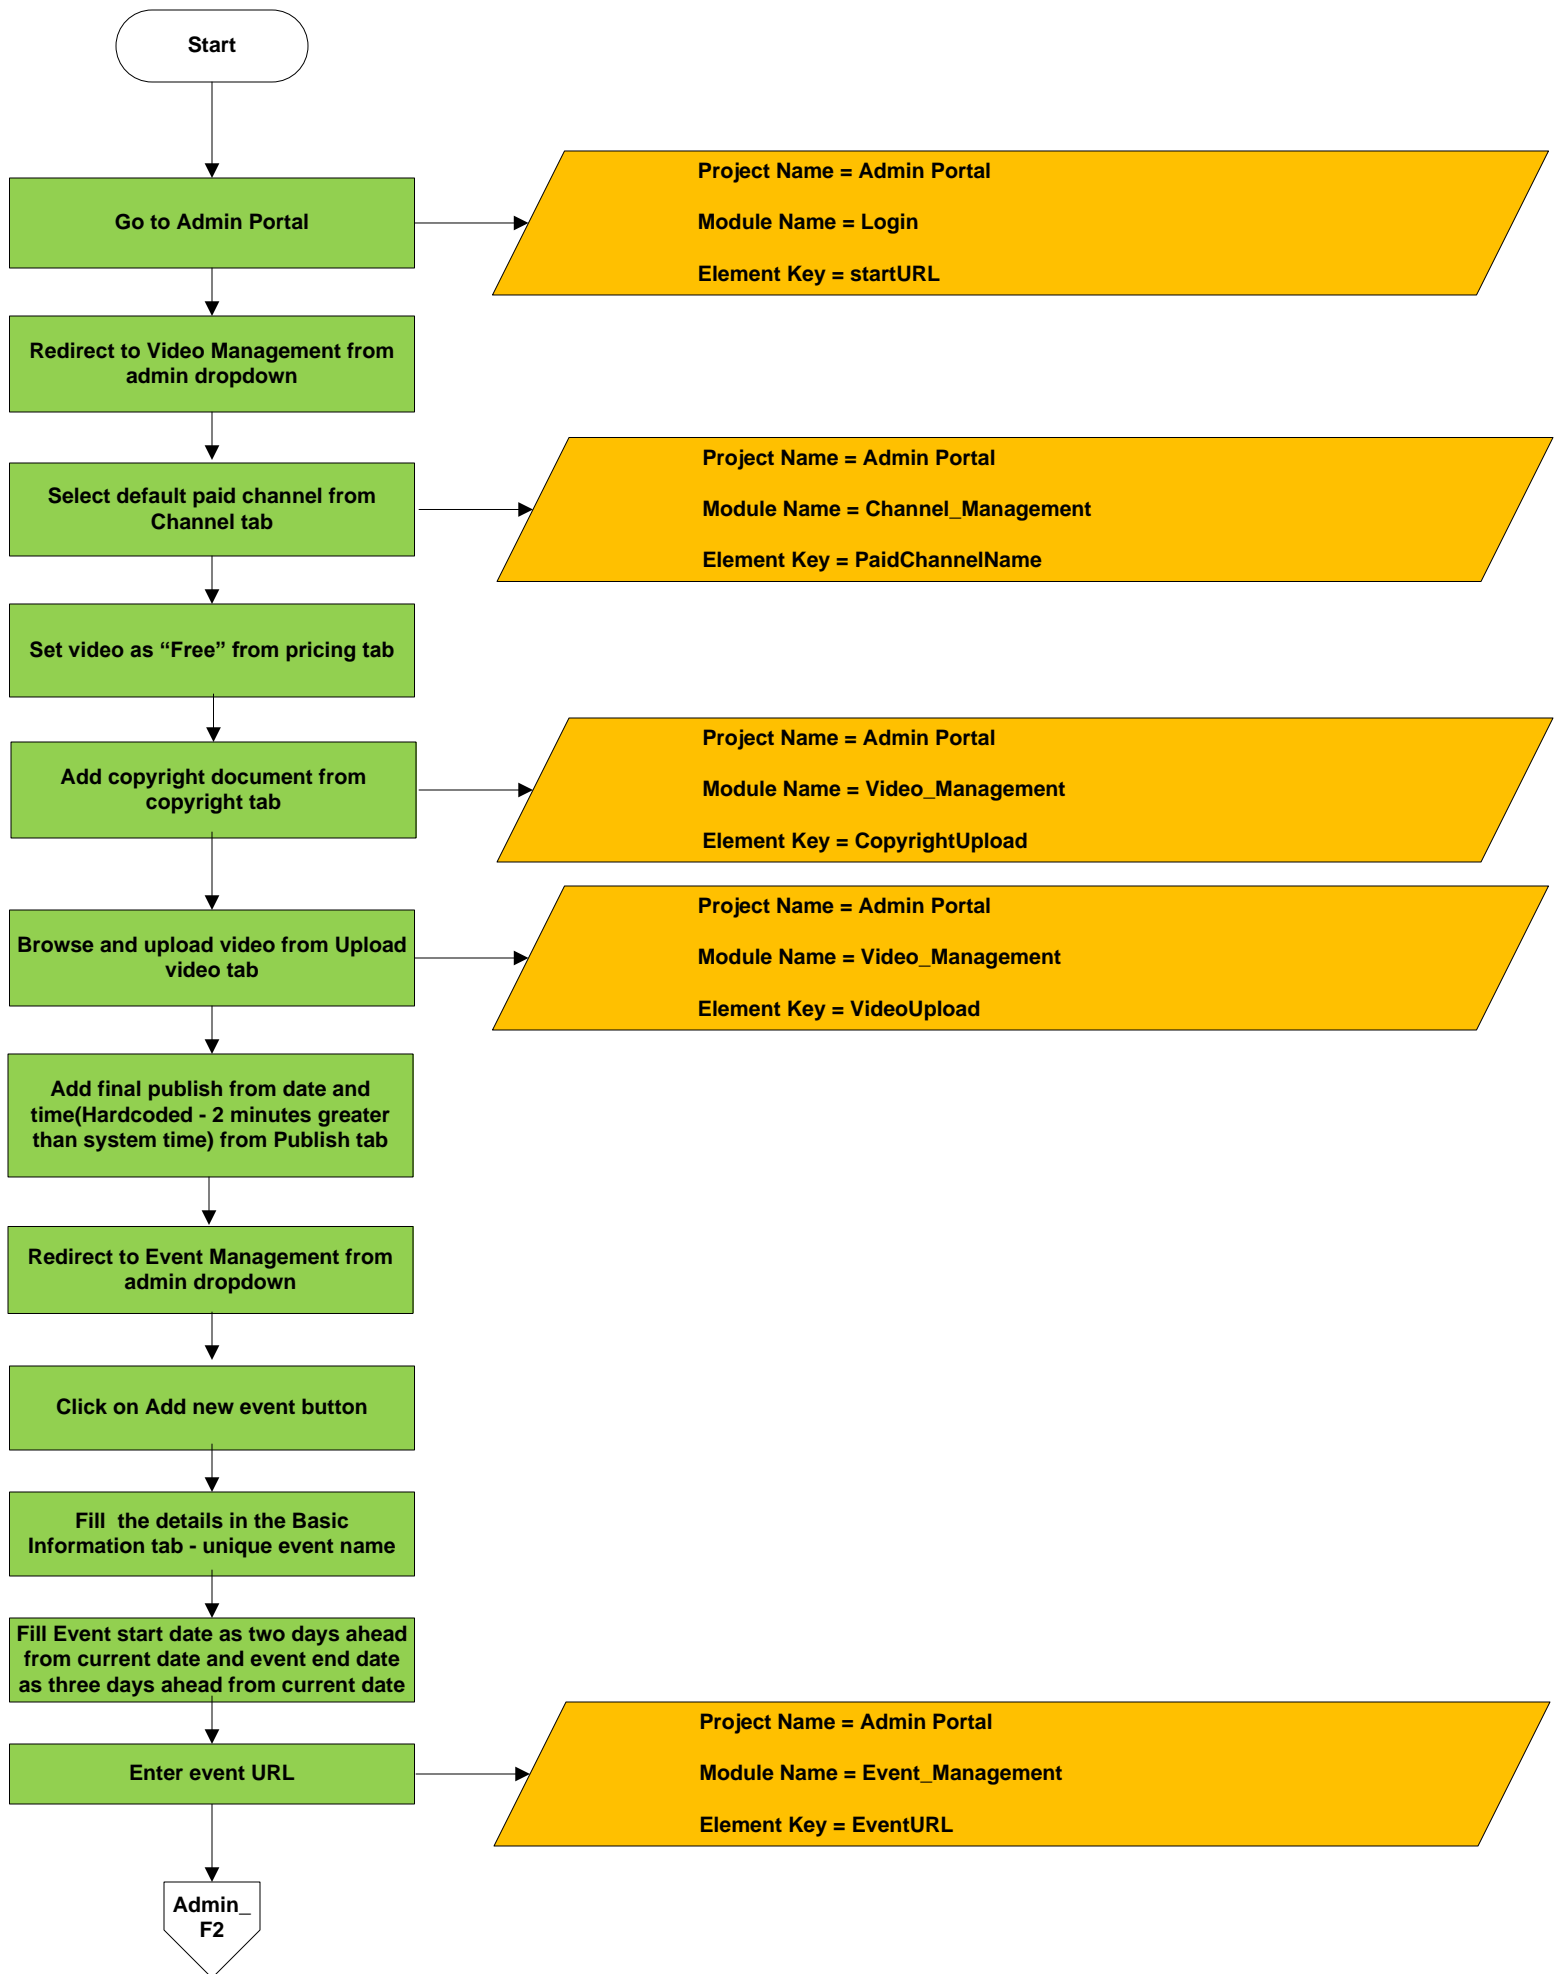 Start
Go to Admin Portal
Project Name = Admin Portal
Module Name = Login
Element Key = startURL
Redirect to Video Management from
admin dropdown
Select default paid channel from
Channel tab
Project Name = Admin Portal
Module Name = Channel_Management
Element Key = PaidChannelName
Set video as “Free” from pricing tab
Add copyright document from
copyright tab
Project Name = Admin Portal
Module Name = Video_Management
Element Key = CopyrightUpload
Browse and upload video from Upload
video tab
Project Name = Admin Portal
Module Name = Video_Management
Element Key = VideoUpload
Add final publish from date and
time(Hardcoded - 2 minutes greater
than system time) from Publish tab
Redirect to Event Management from
admin dropdown
Click on Add new event button
Fill  the details in the Basic
Information tab - unique event name
Fill Event start date as two days ahead
from current date and event end date
as three days ahead from current date
Enter event URL
Project Name = Admin Portal
Module Name = Event_Management
Element Key = EventURL
Admin_
F2